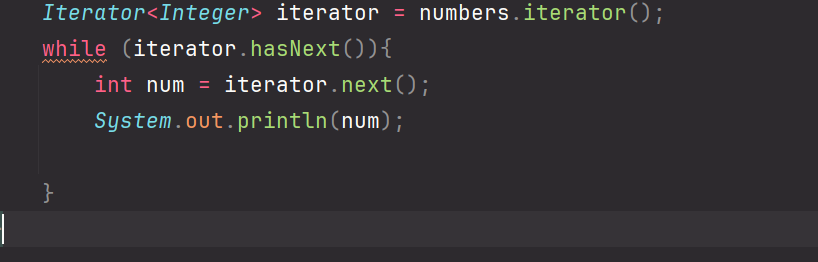 Iterator<Integer> iterator = numbers.iterator();
while (iterator.hasNext()){
int num = iterator.next();
System.out.println(num);
}